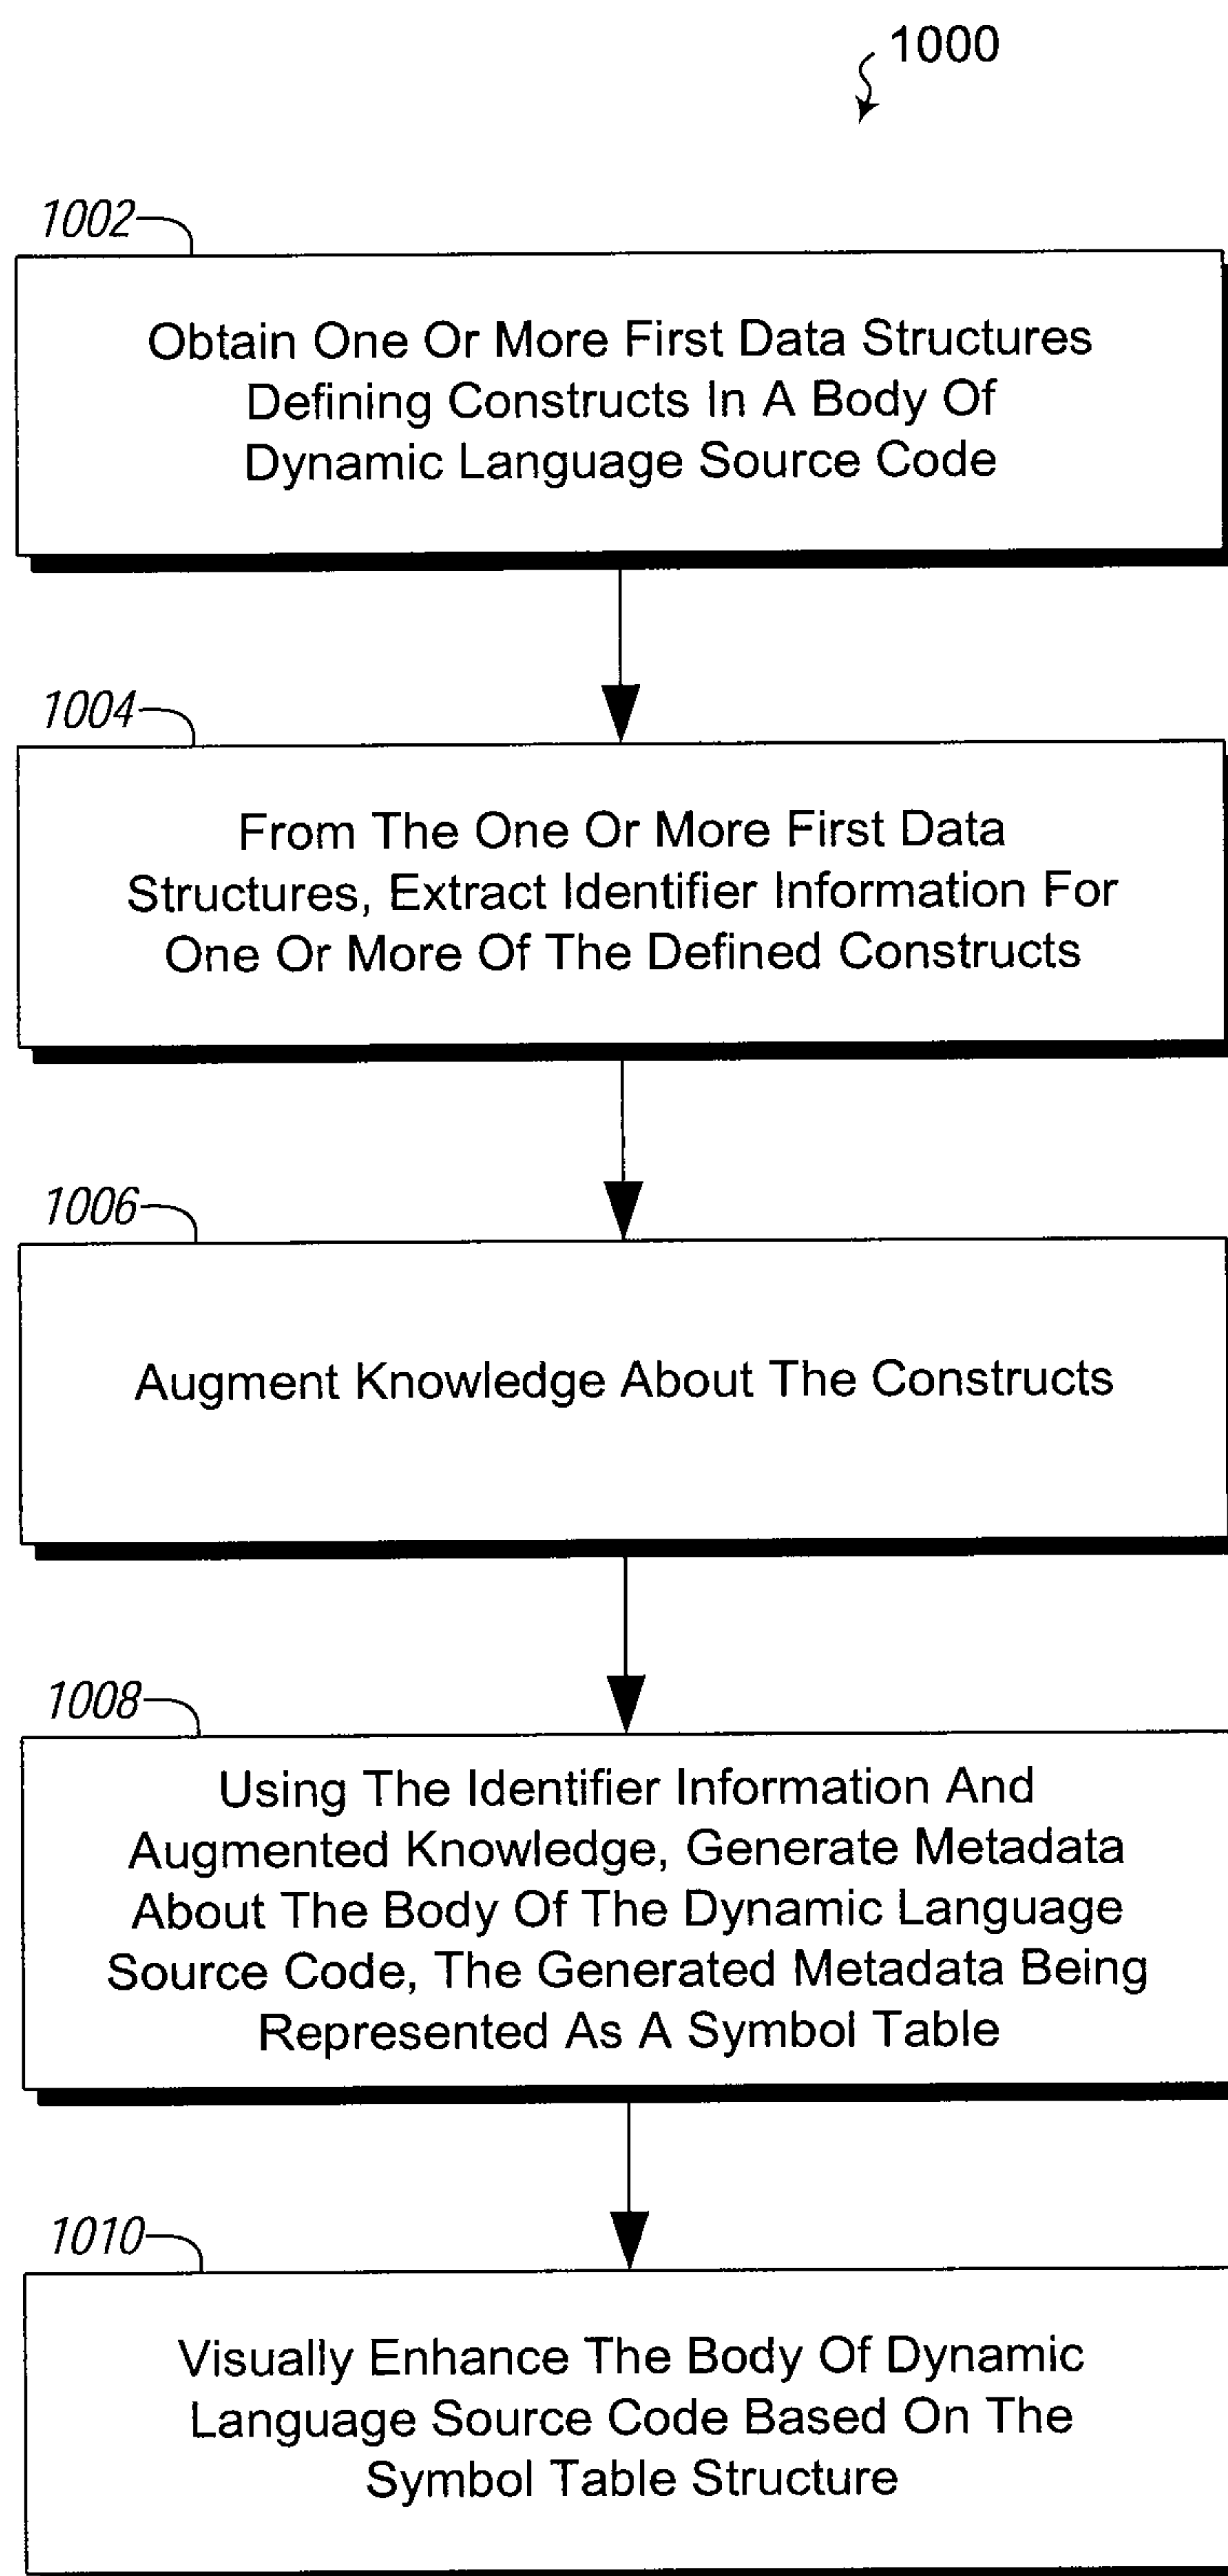 1000
1002
Obtain One Or More First Data Structures
Defining Constructs In A Body Of
Dynamic Language Source Code
1004
From The One Or More First Data
Structures, Extract Identifier Information For
One Or More Of The Defined Constructs
1006
Augment Knowledge About The Constructs
1008
Using The Identifier Information And
Augmented Knowledge, Generate Metadata
About The Body Of The Dynamic Language
Source Code, The Generated Metadata Being
Represented As A Symbol Table
1010
Visually Enhance The Body Of Dynamic
Language Source Code Based On The
Symbol Table Structure